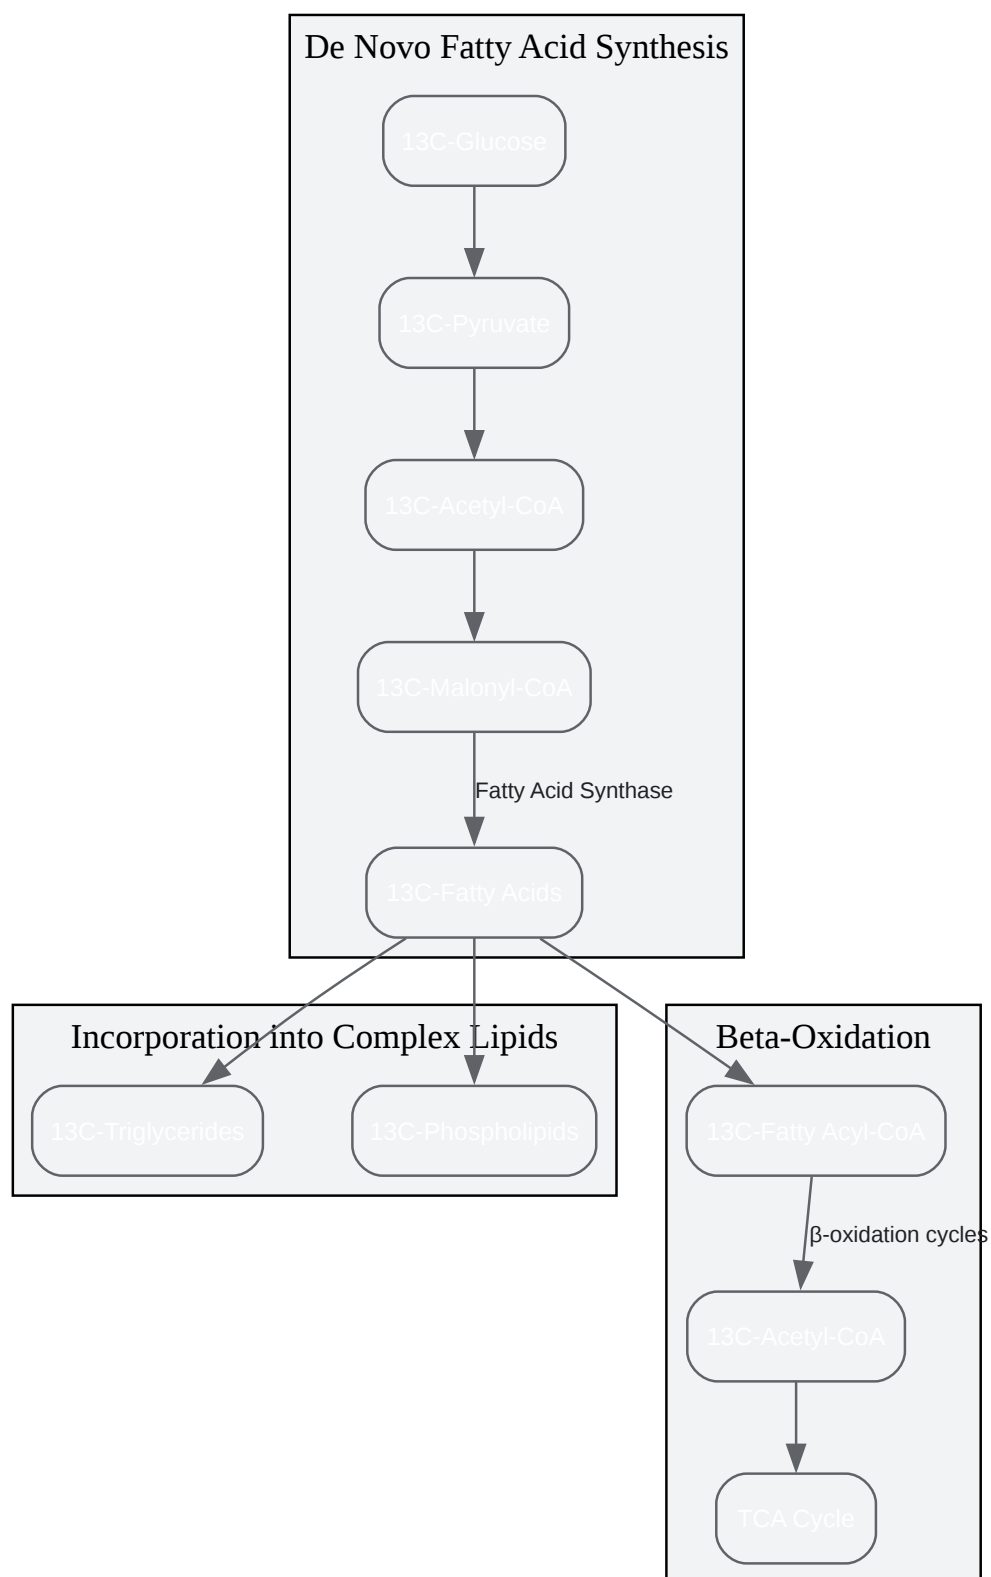 De Novo Fatty Acid Synthesis
13C-Glucose
13C-Pyruvate
13C-Acetyl-CoA
13C-Malonyl-CoA
Fatty Acid Synthase
13C-Fatty Acids
Incorporation into Complex Lipids
13C-Triglycerides
13C-Phospholipids
Beta-Oxidation
13C-Fatty Acyl-CoA
β-oxidation cycles
13C-Acetyl-CoA
TCA Cycle